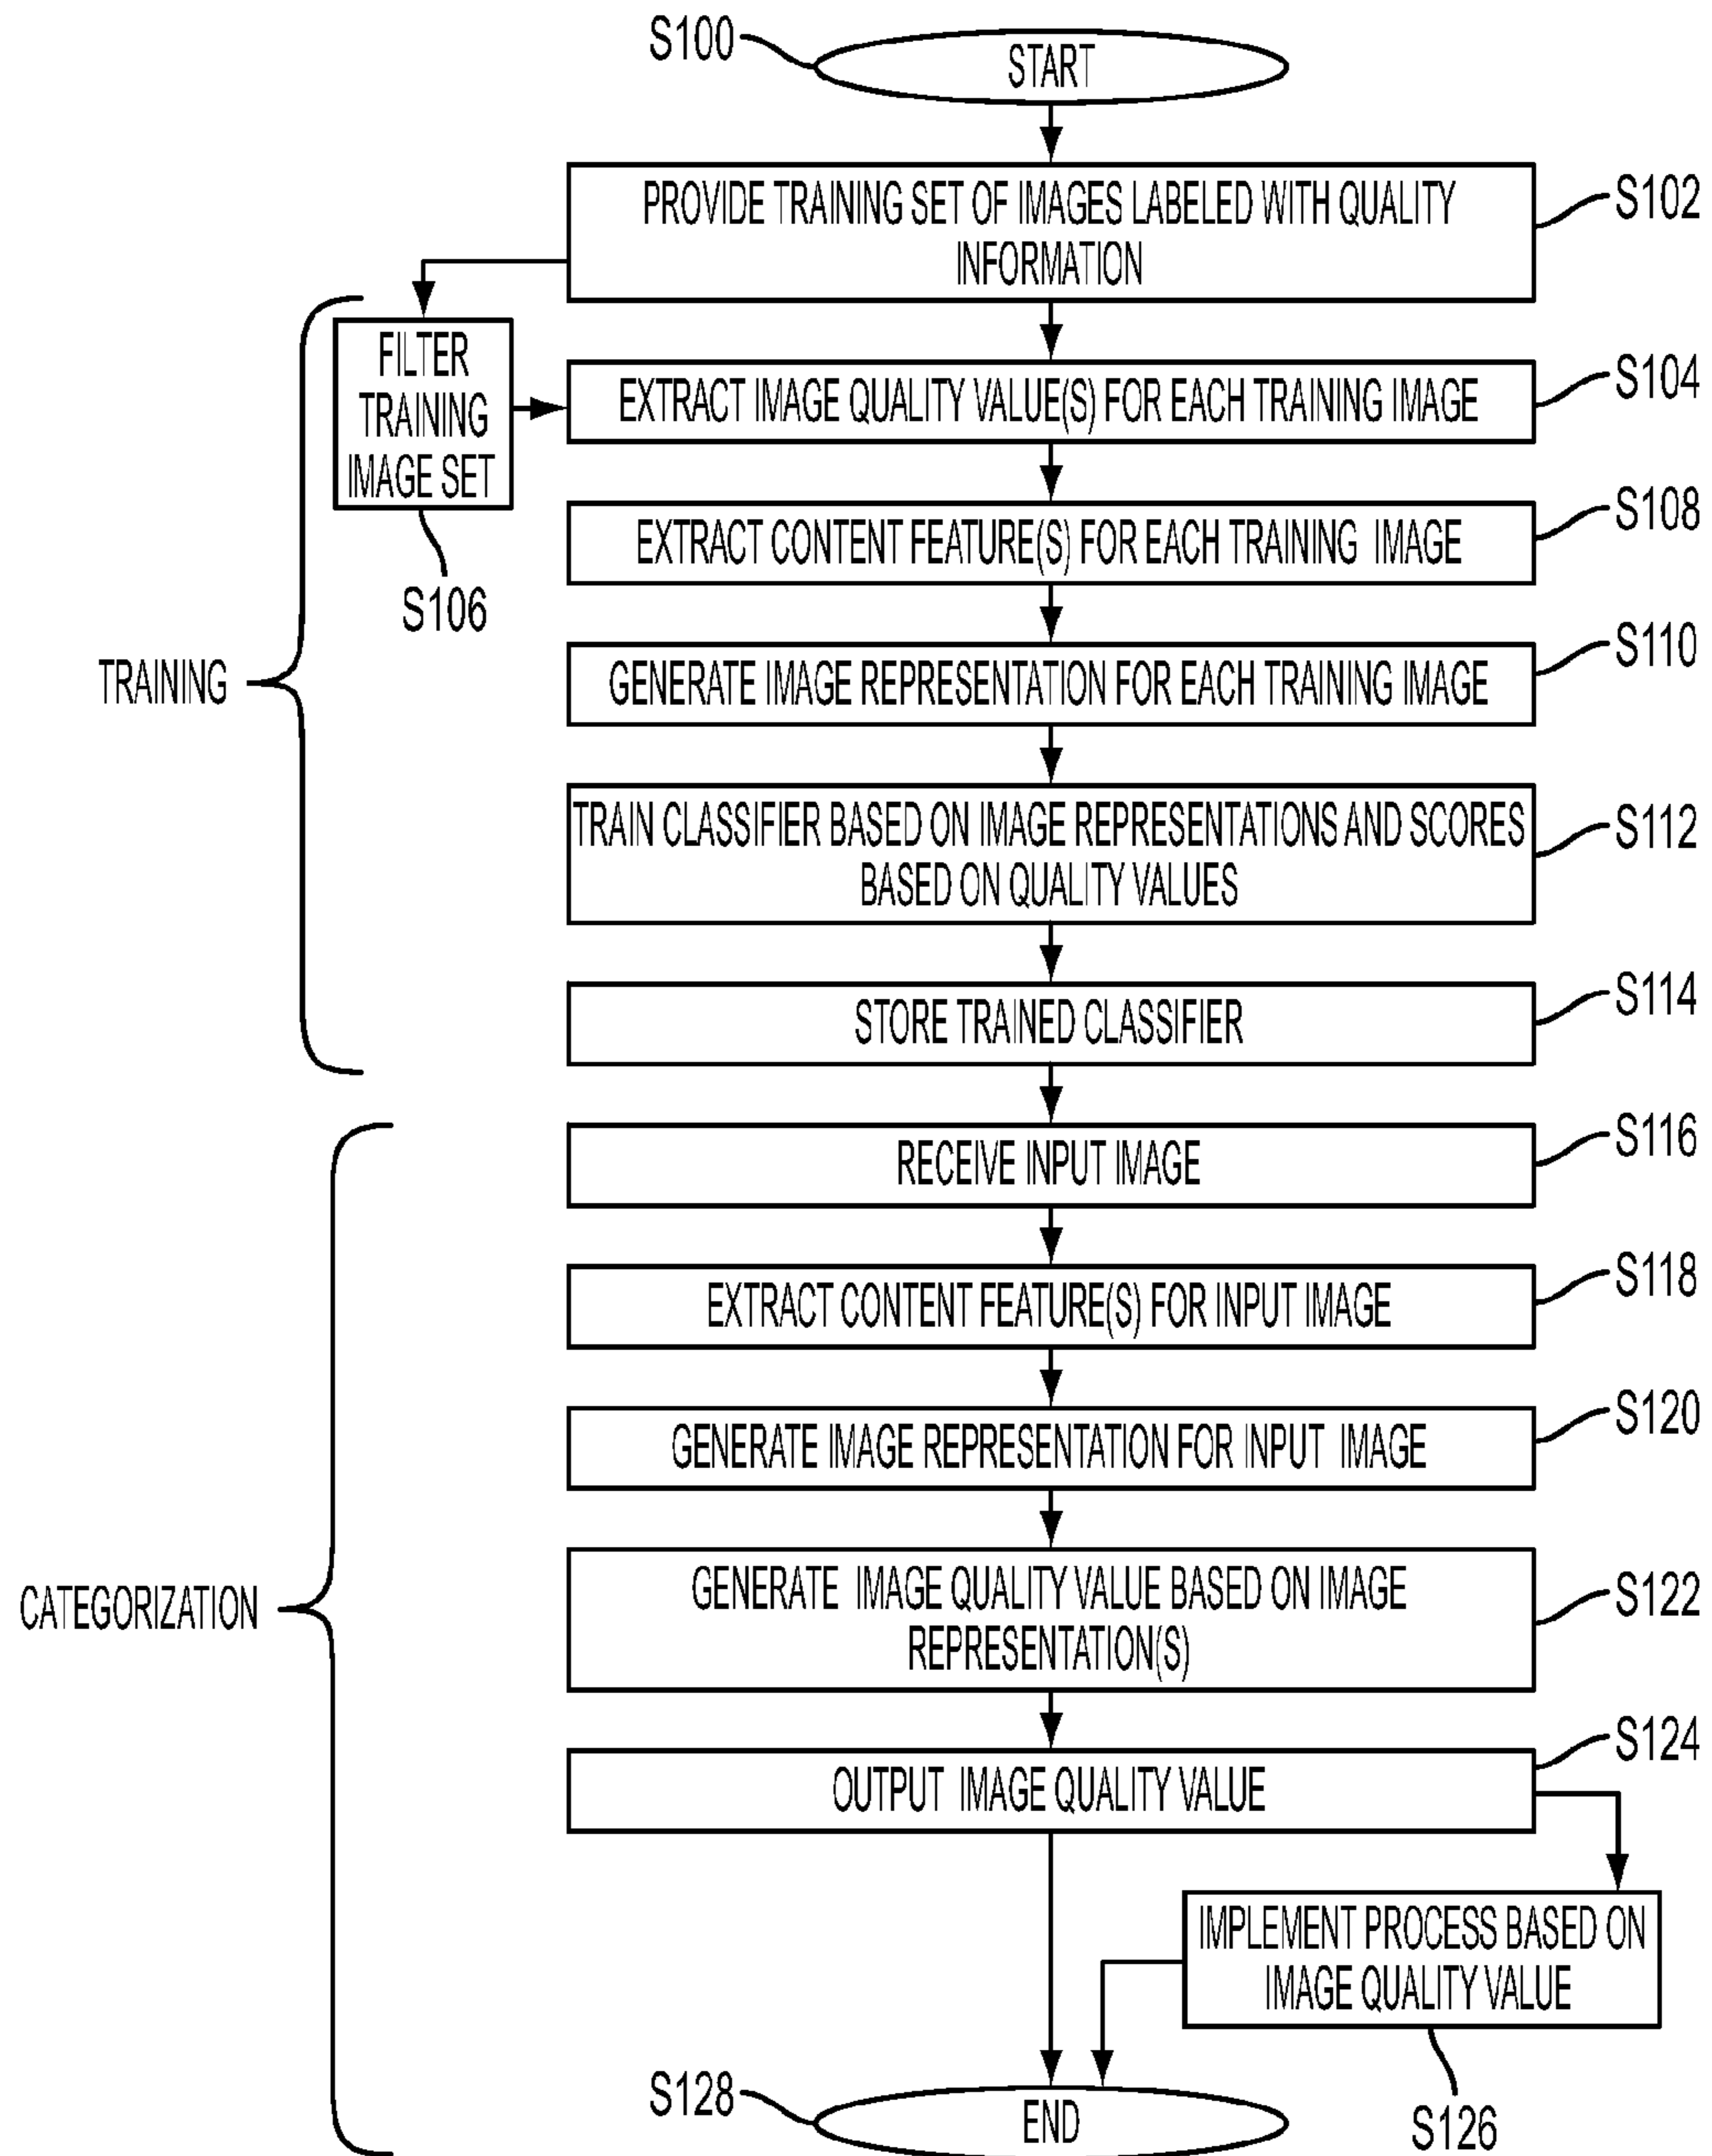 S100
START
PROVIDE TRAINING SET OF IMAGES LABELED WITH QUALITY
INFORMATION
S102
FILTER
TRAINING
IMAGE SET
S106
EXTRACT IMAGE QUALITY VALUE(S) FOR EACH TRAINING IMAGE
S104
EXTRACT CONTENT FEATURE(S) FOR EACH TRAINING IMAGE
S108
TRAINING
GENERATE IMAGE REPRESENTATION FOR EACH TRAINING IMAGE
S110
TRAIN CLASSIFIER BASED ON IMAGE REPRESENTATIONS AND SCORES
BASED ON QUALITY VALUES
S112
STORE TRAINED CLASSIFIER
S114
RECEIVE INPUT IMAGE
S116
EXTRACT CONTENT FEATURE(S) FOR INPUT IMAGE
S118
GENERATE IMAGE REPRESENTATION FOR INPUT IMAGE
S120
CATEGORIZATION
GENERATE IMAGE QUALITY VALUE BASED ON IMAGE
REPRESENTATION(S)
S122
OUTPUT IMAGE QUALITY VALUE
S124
IMPLEMENT PROCESS BASED ON
IMAGE QUALITY VALUE
S126
S128
END